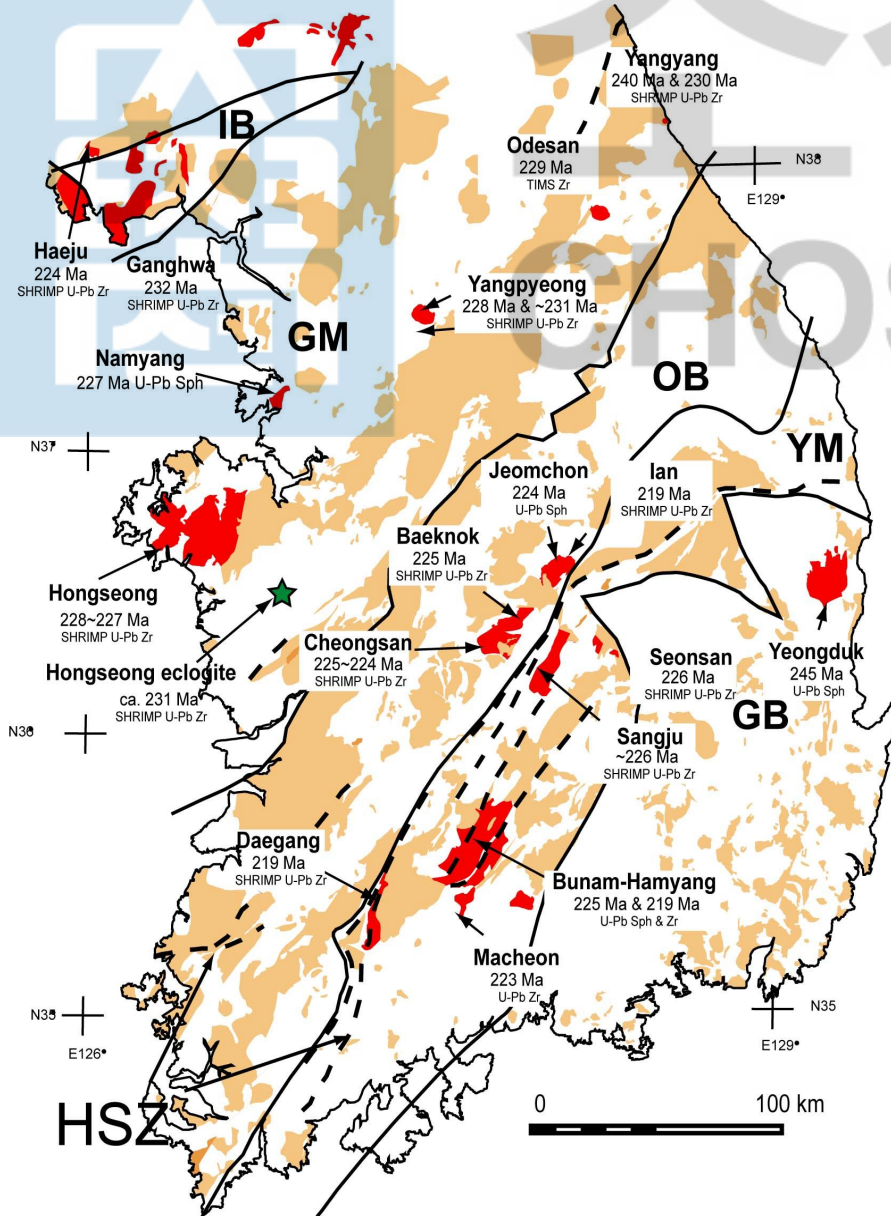 Yangyang
240 Ma & 230 Ma
SHRIMP U-Pb Zr
IB
Odesan
229 Ma
TIMS Zr
N38
E129
Haeju
224 Ma
SHRIMP U-Pb Zr
Ganghwa
232 Ma
SHRIMP U-Pb Zr
CHOS
Yangpyeong
228 Ma & ~231 Ma
SHRIMP U-Pb Zr
GM
Namyang
227 Ma U-Pb Sph
OB
YM
N37
Jeomchon
224 Ma
U-Pb Sph
Ian
219 Ma
SHRIMP U-Pb Zr
Baeknok
225 Ma
SHRIMP U-Pb Zr
Hongseong
228~227 Ma
SHRIMP U-Pb Zr
Cheongsan
225~224 Ma
SHRIMP U-Pb Zr
Hongseong eclogite
ca. 231 Ma
SHRIMP U-Pb Zr
Seonsan
226 Ma
SHRIMP U-Pb Zr
Yeongduk
245 Ma
U-Pb Sph
GB
N36
Sangju
~226 Ma
SHRIMP U-Pb Zr
Daegang
219 Ma
SHRIMP U-Pb Zr
Bunam-Hamyang
225 Ma & 219 Ma
U-Pb Sph & Zr
Macheon
223 Ma
U-Pb Zr
N35
E126
N35
E129
HSZ
0 100 km